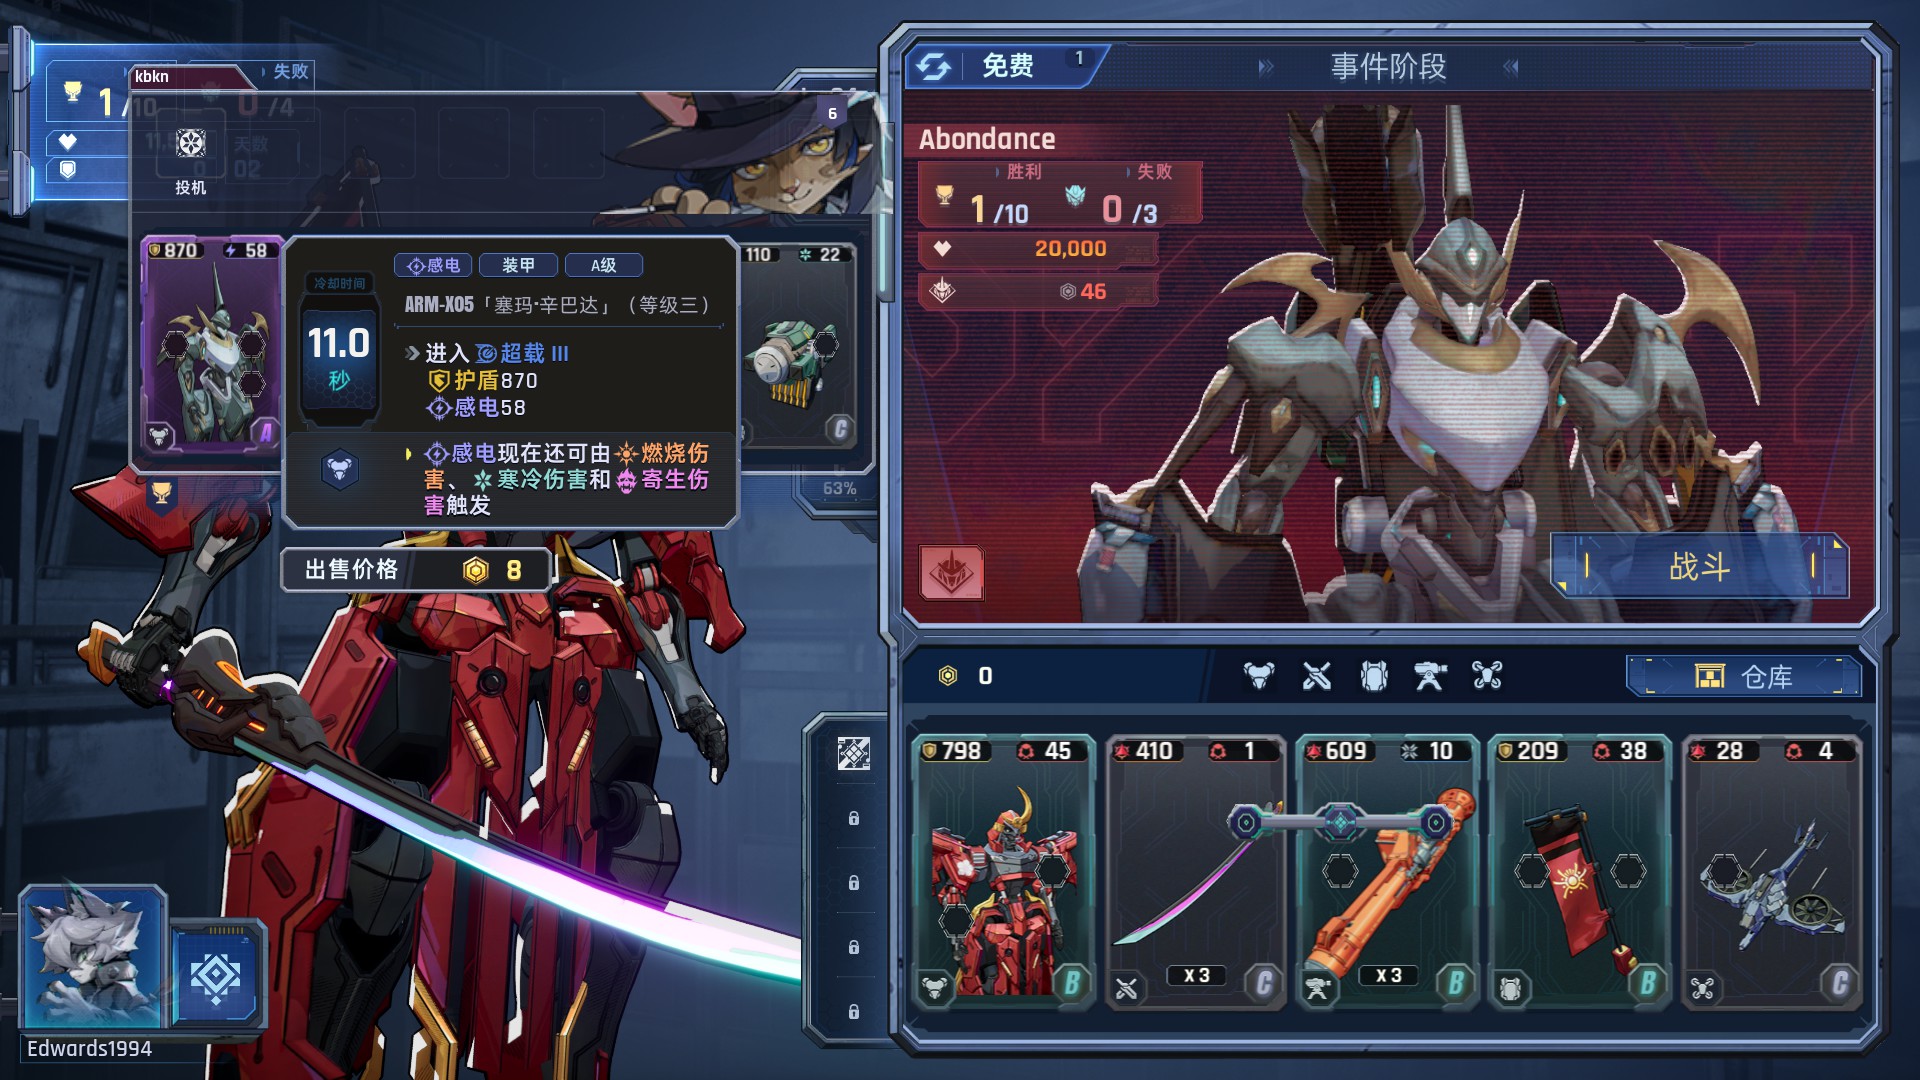 kbkn
失败
1/10
0/4
天数
02
投机
6
870
58
110
22
A
C
63%
感电
装甲
A级
冷却时间
11.0
秒
ARM-X05「塞玛·辛巴达」（等级三）
进入超载 III
护盾870
感电58
感电现在还可由燃烧伤
害、寒冷伤害和寄生伤
害触发
出售价格
8
Edwards1994
免费
1
事件阶段
Abondance
胜利
失败
1/10
0/3
20,000
46
战斗
0
仓库
798
45
B
410
1
x3
C
609
10
x3
B
209
38
B
28
4
C